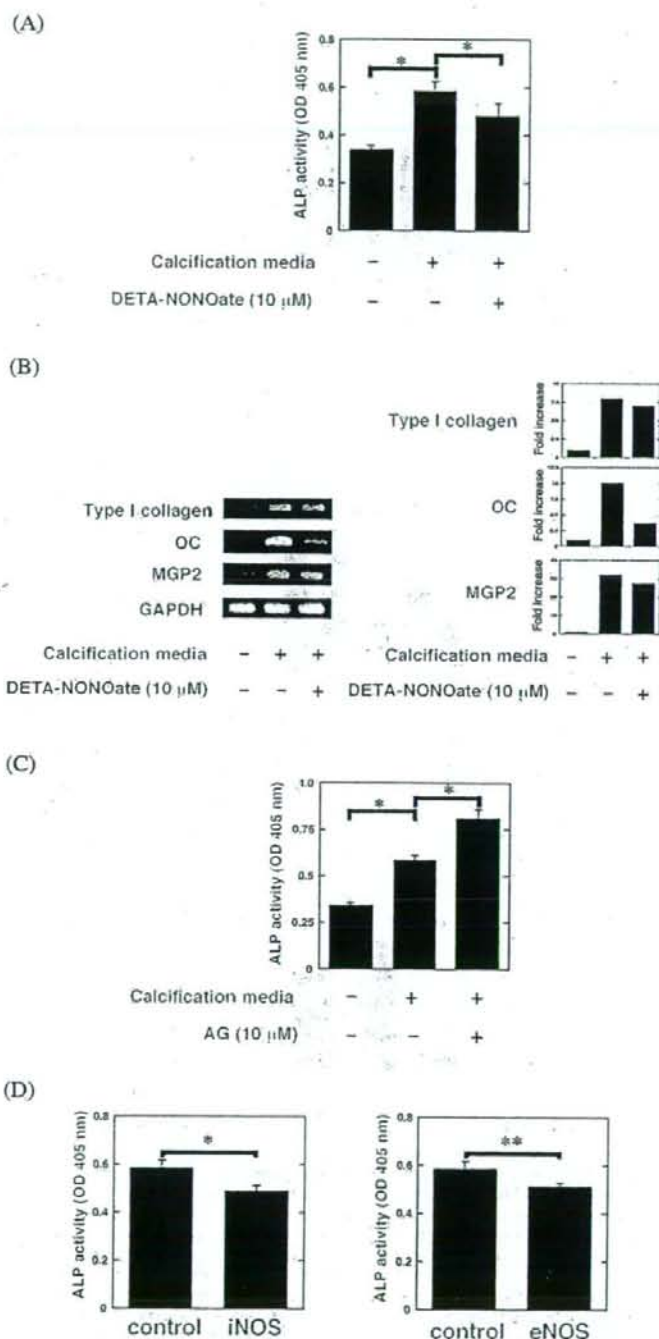 (A)
ALP activity (OD 405 nm)
0.8
0.6
0.4
0.2
0
*
*
Calcification media − + +
DETA-NONOate (10 μM) − − +
(B)
Type I collagen
OC
MGP2
GAPDH
Calcification media − + +
DETA-NONOate (10 μM) − − +
Type I collagen
Fold increase
OC
Fold increase
MGP2
Fold increase
Calcification media − + +
DETA-NONOate (10 μM) − − +
(C)
ALP activity (OD 405 nm)
1.0
0.75
0.5
0.25
0
*
*
Calcification media − + +
AG (10 μM) − − +
(D)
ALP activity (OD 405 nm)
0.8
0.6
0.4
0.2
0
*
control iNOS
ALP activity (OD 405 nm)
0.8
0.6
0.4
0.2
0
**
control eNOS